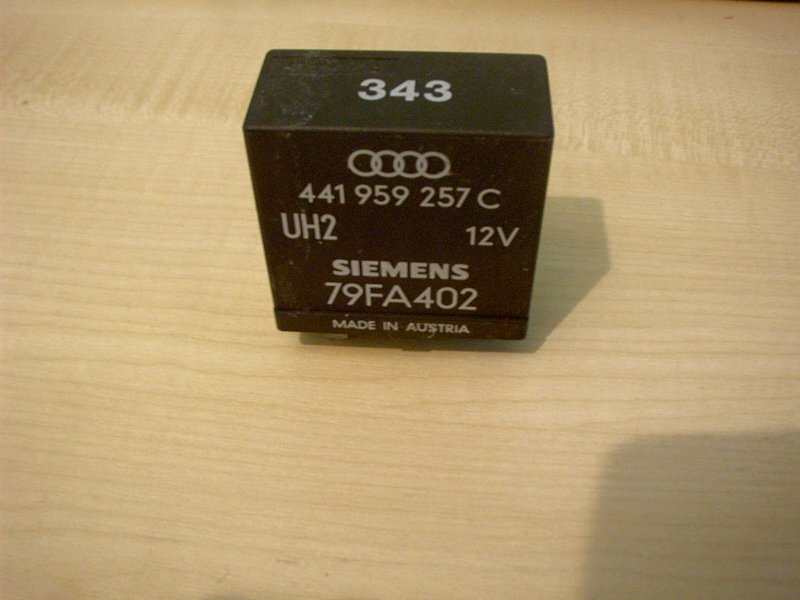 343
441 959 257 C
UH2 12V
SIEMENS
79FA402
MADE IN AUSTRIA